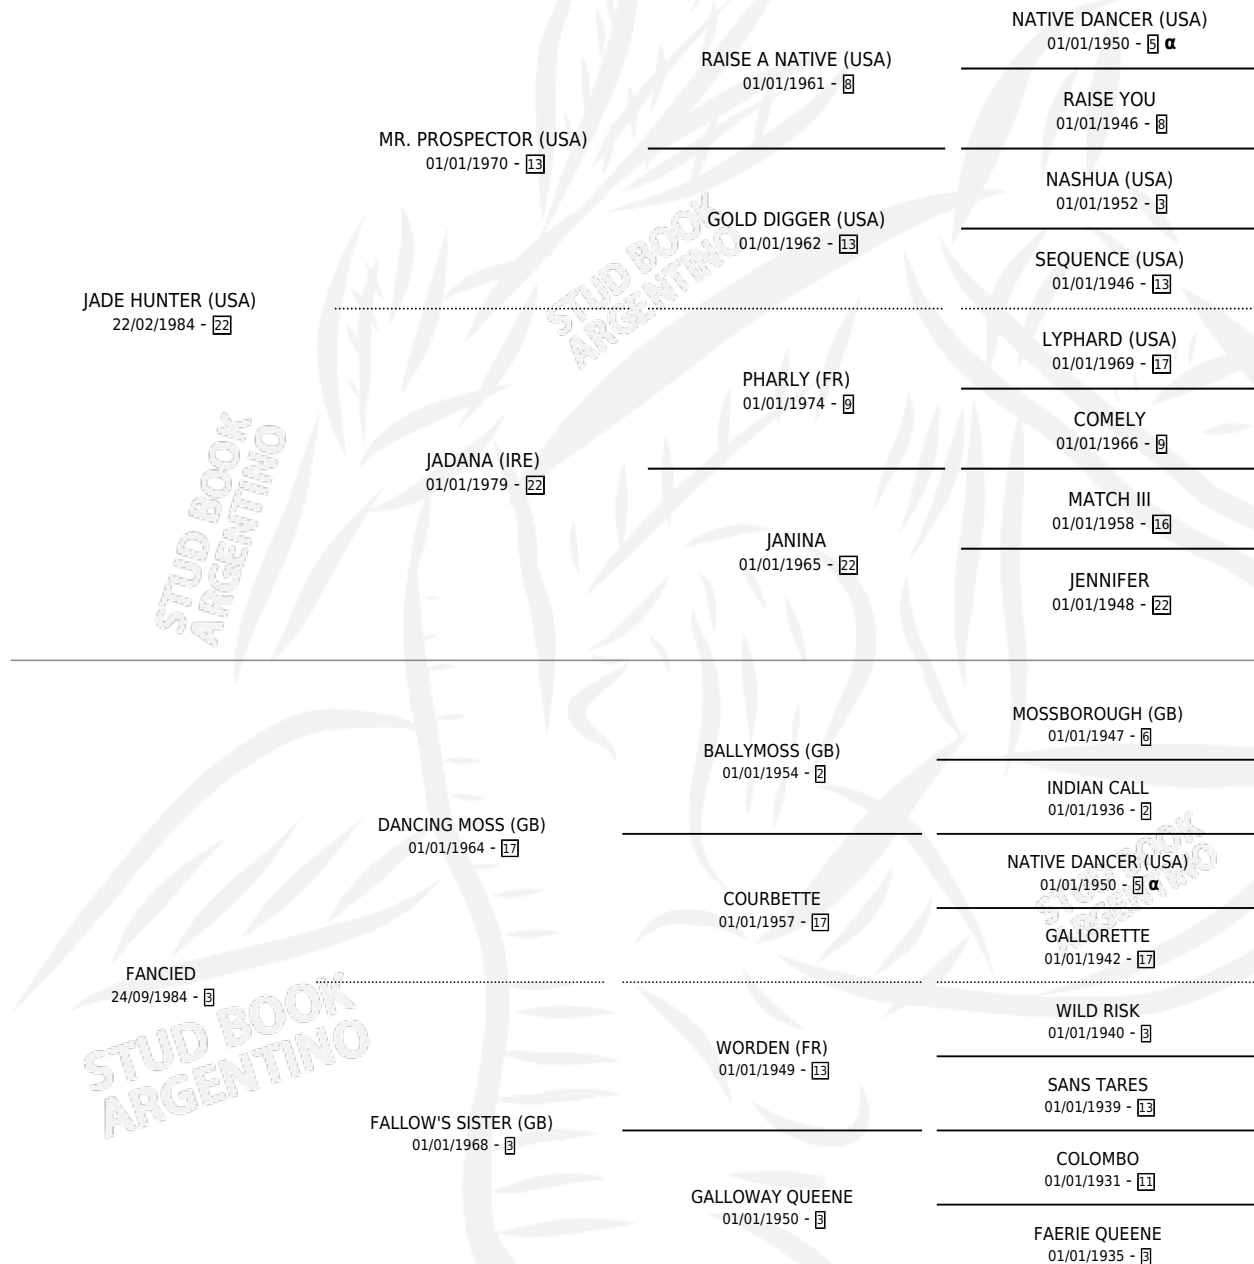 NATIVE DANCER (USA)
01/01/1950 - 5 α
RAISE A NATIVE (USA)
01/01/1961 - 8
RAISE YOU
01/01/1946 - 8
MR. PROSPECTOR (USA)
01/01/1970 - 13
NASHUA (USA)
01/01/1952 - 3
GOLD DIGGER (USA)
01/01/1962 - 13
SEQUENCE (USA)
01/01/1946 - 13
JADE HUNTER (USA)
22/02/1984 - 22
LYPHARD (USA)
01/01/1969 - 17
PHARLY (FR)
01/01/1974 - 9
COMELY
01/01/1966 - 9
JADANA (IRE)
01/01/1979 - 22
MATCH III
01/01/1958 - 16
JANINA
01/01/1965 - 22
JENNIFER
01/01/1948 - 22
STUD BOOK
ARGENTINO
STUD BOOK
ARGENTINO
MOSSBOROUGH (GB)
01/01/1947 - 6
BALLYMOSS (GB)
01/01/1954 - 2
INDIAN CALL
01/01/1936 - 2
DANCING MOSS (GB)
01/01/1964 - 17
NATIVE DANCER (USA)
01/01/1950 - 5 α
COURBETTE
01/01/1957 - 17
GALLORETTE
01/01/1942 - 17
FANCIED
24/09/1984 - 3
WILD RISK
01/01/1940 - 3
WORDEN (FR)
01/01/1949 - 13
SANS TARES
01/01/1939 - 13
FALLOW'S SISTER (GB)
01/01/1968 - 3
COLOMBO
01/01/1931 - 11
GALLOWAY QUEENE
01/01/1950 - 3
FAERIE QUEENE
01/01/1935 - 3
STUD BOOK
ARGENTINO
STUD BOOK
ARGENTINO